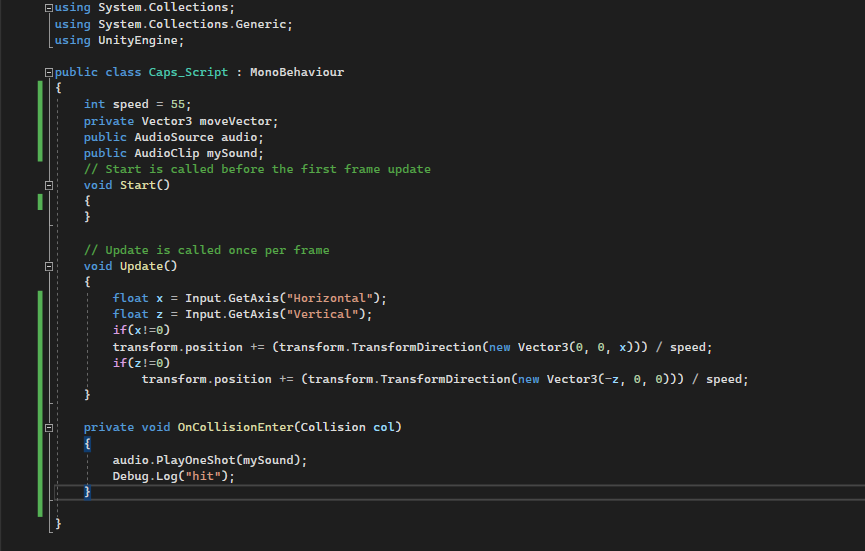 using System.Collections;
using System.Collections.Generic;
using UnityEngine;
public class Caps_Script : MonoBehaviour
{
int speed = 55;
private Vector3 moveVector;
public AudioSource audio;
public AudioClip mySound;
// Start is called before the first frame update
void Start()
{
}
// Update is called once per frame
void Update()
{
float x = Input.GetAxis("Horizontal");
float z = Input.GetAxis("Vertical");
if(x!=0)
transform.position += (transform.TransformDirection(new Vector3(0, 0, x))) / speed;
if(z!=0)
transform.position += (transform.TransformDirection(new Vector3(-z, 0, 0))) / speed;
}
private void OnCollisionEnter(Collision col)
{
audio.PlayOneShot(mySound);
Debug.Log("hit");
}
}